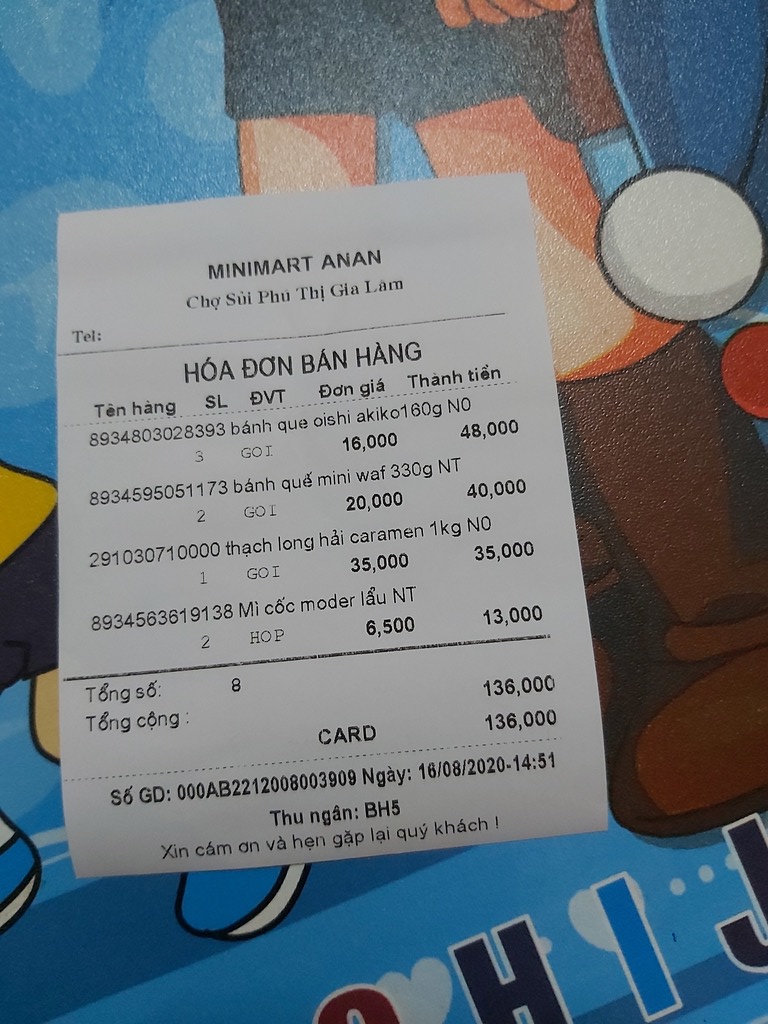 MINIMART ANAN
Chợ Sủi Phú Thị Gia Lâm
Tel:
HÓA ĐƠN BÁN HÀNG
Tên hàng SL ĐVT Đơn giá Thành tiền
8934803028393 bánh que oishi akiko160g N0
3 GOI 16,000 48,000
8934595051173 bánh quế mini waf 330g NT
2 GOI 20,000 40,000
291030710000 thạch long hải caramen 1kg N0
1 GOI 35,000 35,000
8934563619138 Mì cốc moder lẩu NT
2 HOP 6,500 13,000
Tổng số: 8 136,000
Tổng cộng : 136,000
CARD
Số GD: 000AB2212008003909 Ngày: 16/08/2020-14:51
Thu ngân: BH5
Xin cám ơn và hẹn gặp lại quý khách !
H I J